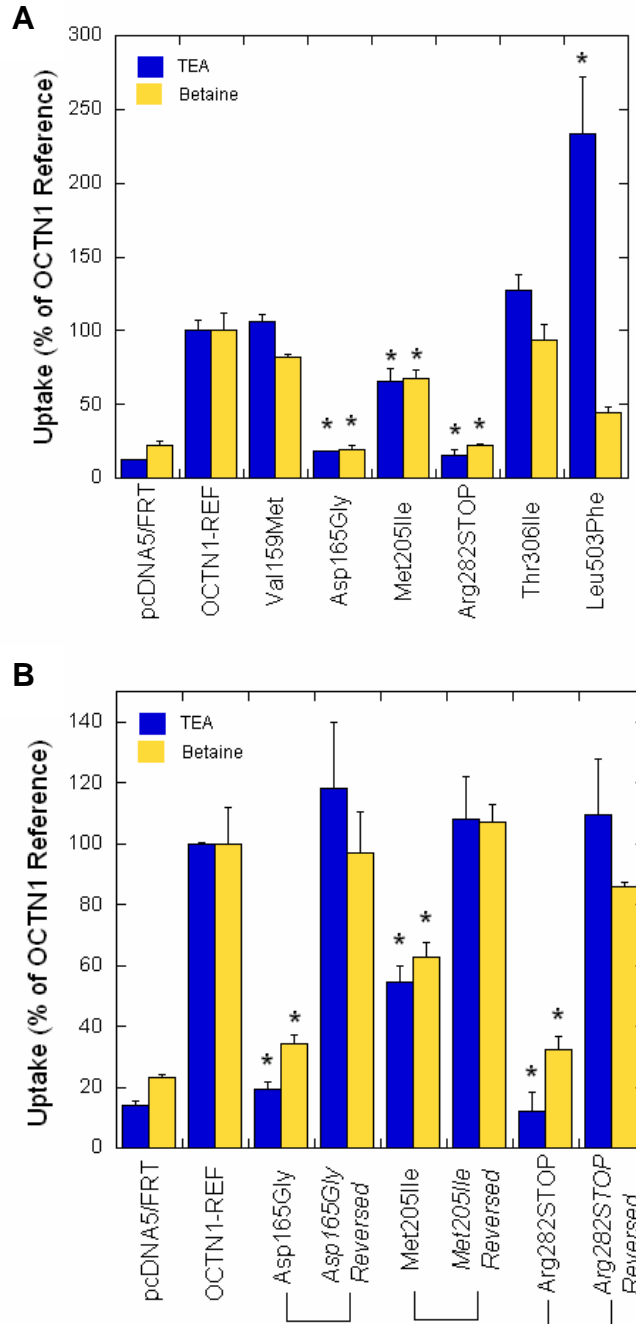 A
300
250
200
150
100
50
0
Uptake (% of OCTN1 Reference)
TEA
Betaine
*
* *
* *
* *
pcDNA5/FRT
OCTN1-REF
Val159Met
Asp165Gly
Met205Ile
Arg282STOP
Thr306Ile
Leu503Phe
B
140
120
100
80
60
40
20
0
Uptake (% of OCTN1 Reference)
TEA
Betaine
* *
* *
* *
pcDNA5/FRT
OCTN1-REF
Asp165Gly
Asp165Gly
Reversed
Met205Ile
Met205Ile
Reversed
Arg282STOP
Arg282STOP
Reversed